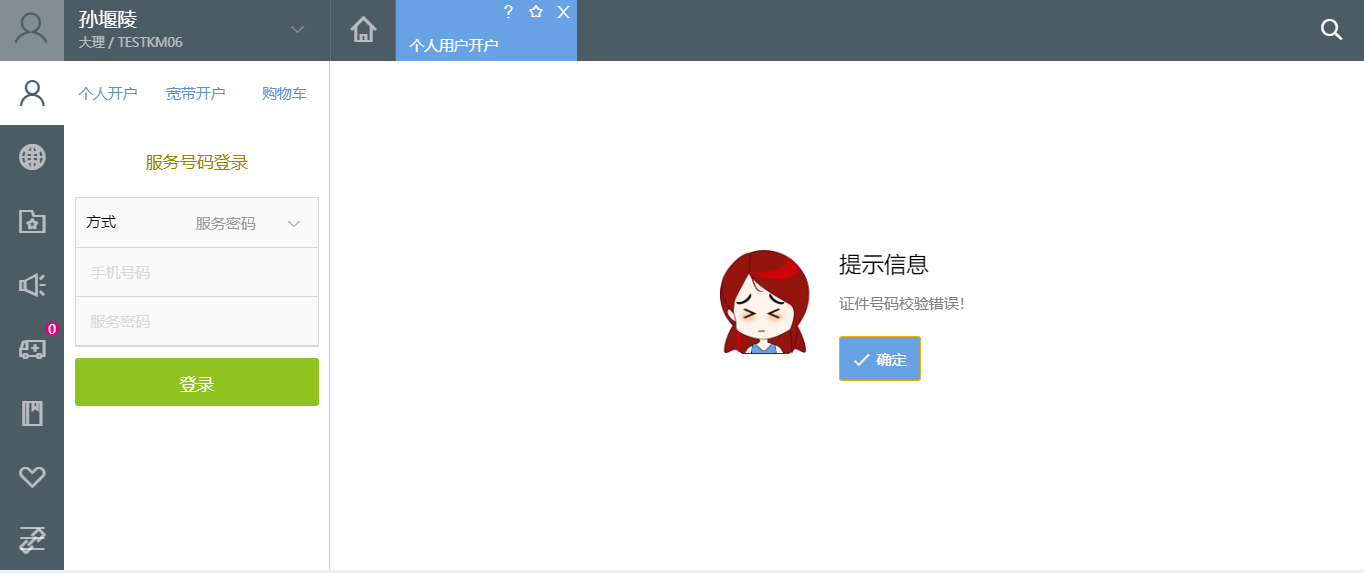 孙堰陵
大理 / TESTKM06
? X
个人用户开户
个人开户 宽带开户 购物车
服务号码登录
方式 服务密码
手机号码
服务密码
登录
0
提示信息
证件号码校验错误!
确定